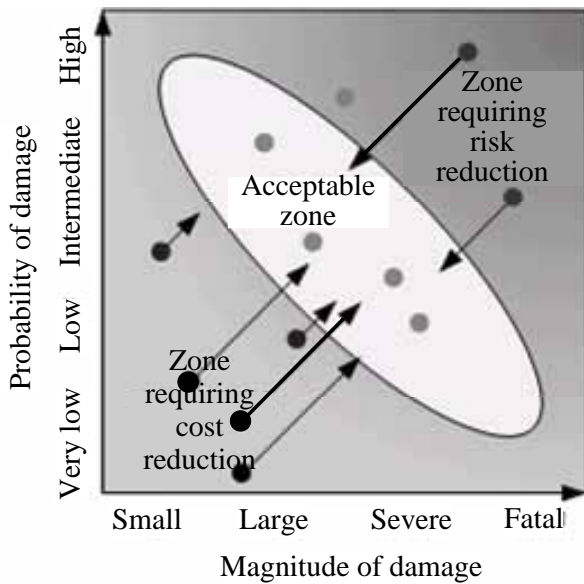 Probability of damage
High
Intermediate
Low
Very low
Zone
requiring
risk
reduction
Acceptable
zone
Zone
requiring
cost
reduction
Small
Large
Severe
Fatal
Magnitude of damage